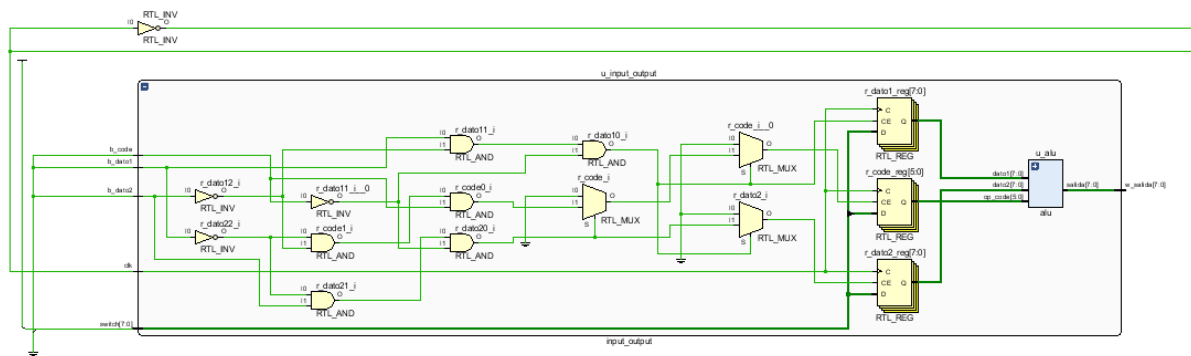 RTL_INV
I0 O
RTL_INV
u_input_output
r_dato1_reg[7:0]
C
CE Q
D
RTL_REG
r_dato11_i
I0 O
I1
RTL_AND
r_dato10_i
I0 O
I1
RTL_AND
r_code_i__0
I0
I1 O
S
RTL_MUX
b_code
b_dato1
b_dato2
r_dato12_i
I0 O
RTL_INV
r_dato11_i__0
I0 O
RTL_INV
r_code0_i
I0 O
I1
RTL_AND
r_code_i
I0
I1 O
S
RTL_MUX
r_code_reg[5:0]
C
CE Q
D
RTL_REG
u_alu
dato1[7:0]
dato2[7:0]
op_code[5:0]
salida[7:0]
alu
w_salida[7:0]
r_dato22_i
I0 O
RTL_INV
r_code1_i
I0 O
I1
RTL_AND
r_dato20_i
I0 O
I1
RTL_AND
r_dato2_i
I0
I1 O
S
RTL_MUX
clk
r_dato21_i
I0 O
I1
RTL_AND
r_dato2_reg[7:0]
C
CE Q
D
RTL_REG
switch[7:0]
input_output